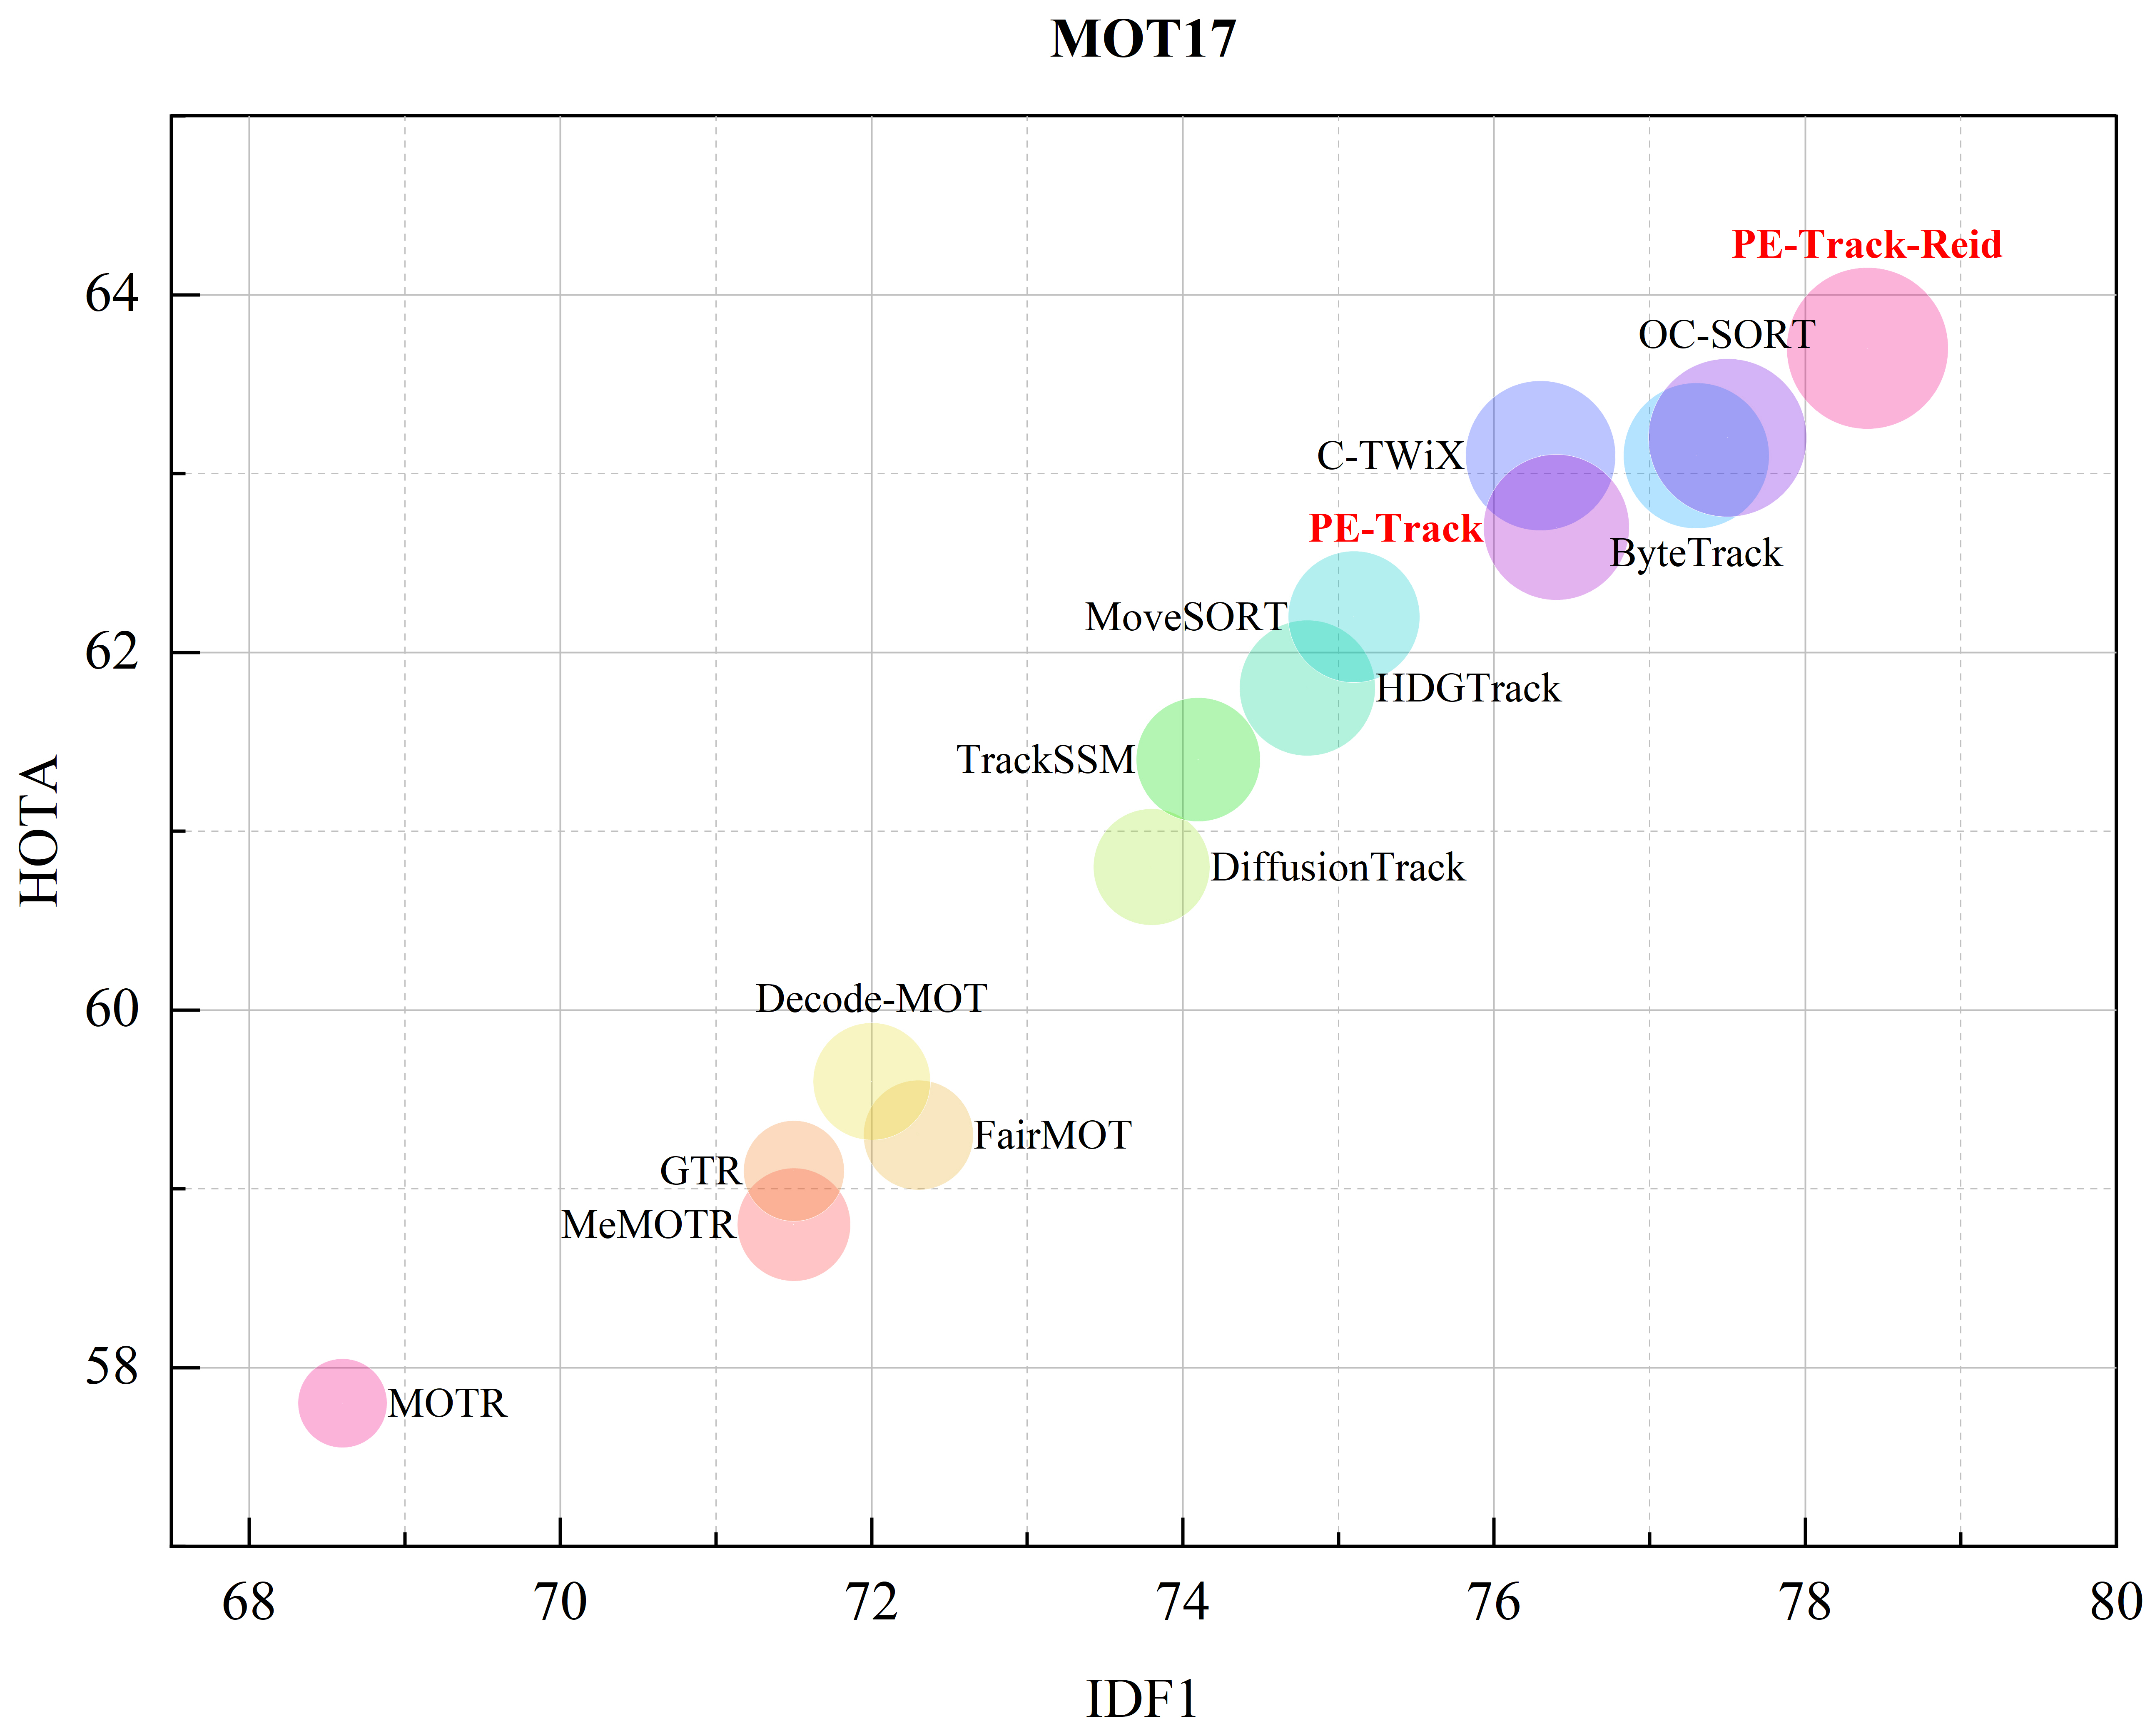 MOT17
PE-Track-Reid
64
OC-SORT
C-TWiX
PE-Track
ByteTrack
MoveSORT
62
HDGTrack
TrackSSM
HOTA
DiffusionTrack
Decode-MOT
60
FairMOT
GTR
MeMOTR
58
MOTR
68 70 72 74 76 78 80
IDF1